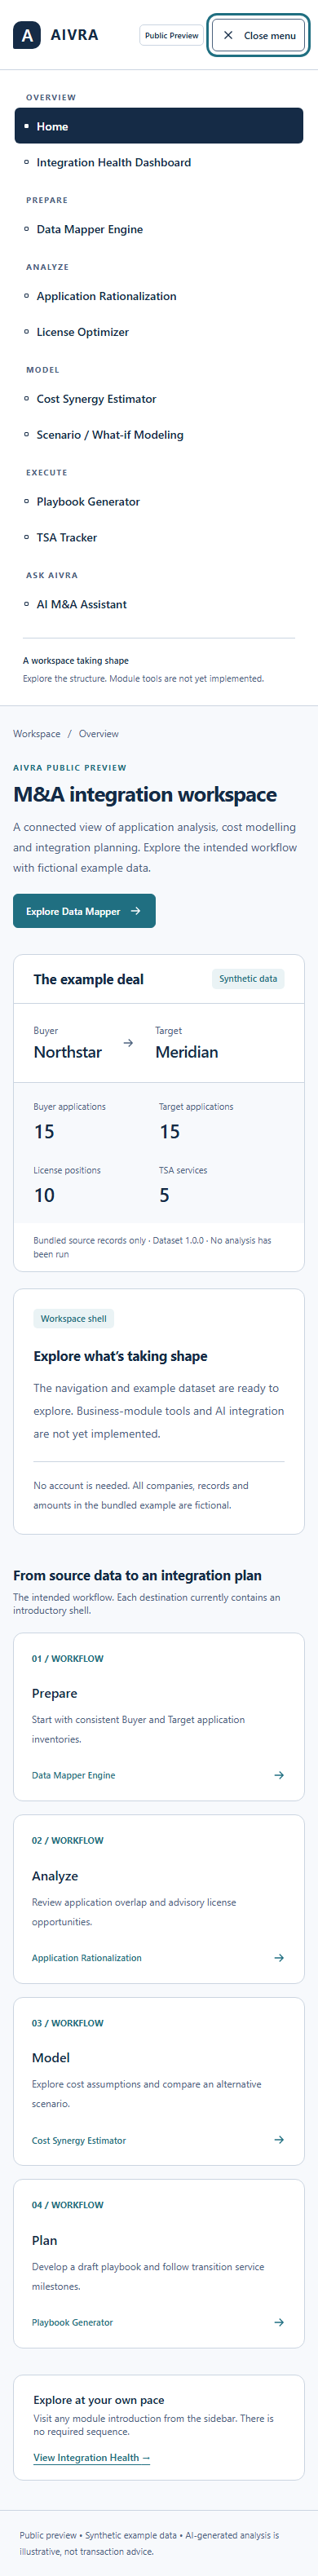 A AIVRA
Public Preview
Close menu
OVERVIEW
Home
Integration Health Dashboard
PREPARE
Data Mapper Engine
ANALYZE
Application Rationalization
License Optimizer
MODEL
Cost Synergy Estimator
Scenario / What-if Modeling
EXECUTE
Playbook Generator
TSA Tracker
ASK AIVRA
AI M&A Assistant
A workspace taking shape
Explore the structure. Module tools are not yet implemented.
Workspace / Overview
AIVRA PUBLIC PREVIEW
M&A integration workspace
A connected view of application analysis, cost modelling
and integration planning. Explore the intended workflow
with fictional example data.
Explore Data Mapper →
The example deal
Synthetic data
Buyer
Northstar
→
Target
Meridian
Buyer applications
15
Target applications
15
License positions
10
TSA services
5
Bundled source records only · Dataset 1.0.0 · No analysis has
been run
Workspace shell
Explore what’s taking shape
The navigation and example dataset are ready to
explore. Business-module tools and AI integration
are not yet implemented.
No account is needed. All companies, records and
amounts in the bundled example are fictional.
From source data to an integration plan
The intended workflow. Each destination currently contains an
introductory shell.
01 / WORKFLOW
Prepare
Start with consistent Buyer and Target application
inventories.
Data Mapper Engine →
02 / WORKFLOW
Analyze
Review application overlap and advisory license
opportunities.
Application Rationalization →
03 / WORKFLOW
Model
Explore cost assumptions and compare an alternative
scenario.
Cost Synergy Estimator →
04 / WORKFLOW
Plan
Develop a draft playbook and follow transition service
milestones.
Playbook Generator →
Explore at your own pace
Visit any module introduction from the sidebar. There is
no required sequence.
View Integration Health →
Public preview • Synthetic example data • AI-generated analysis is
illustrative, not transaction advice.